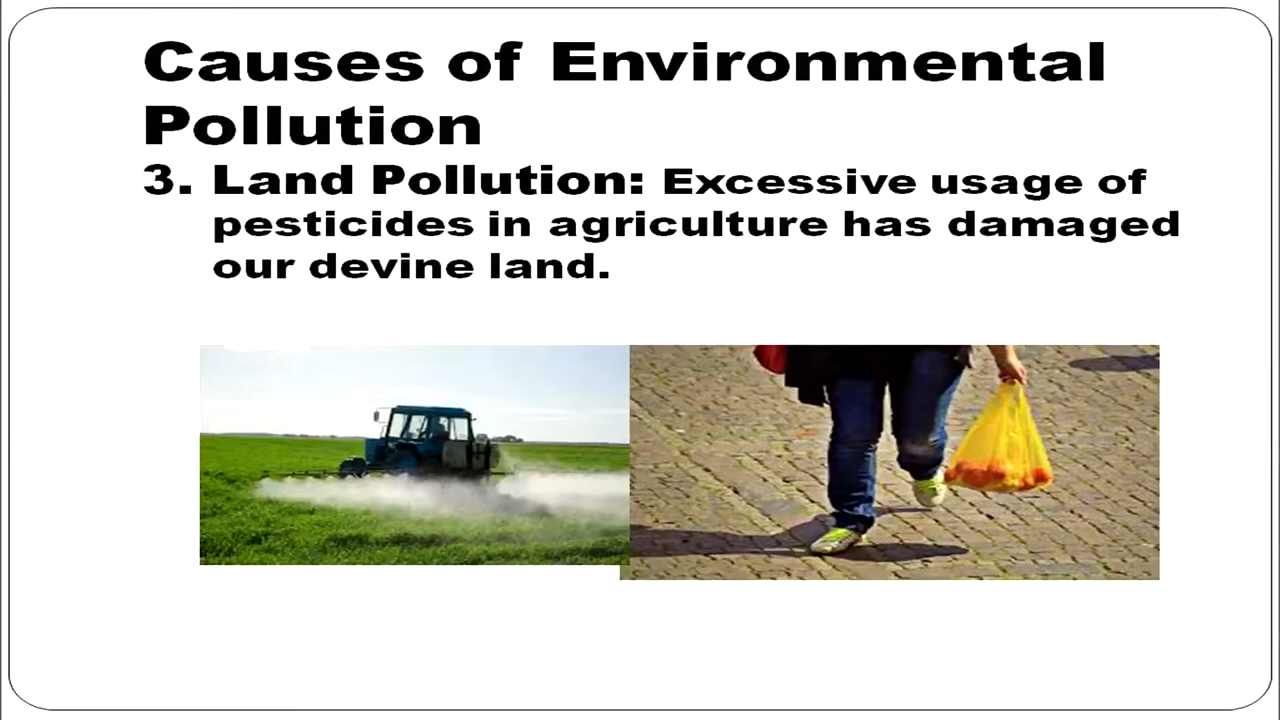 Causes of Environmental
Pollution
3. Land Pollution: Excessive usage of
pesticides in agriculture has damaged
our devine land.